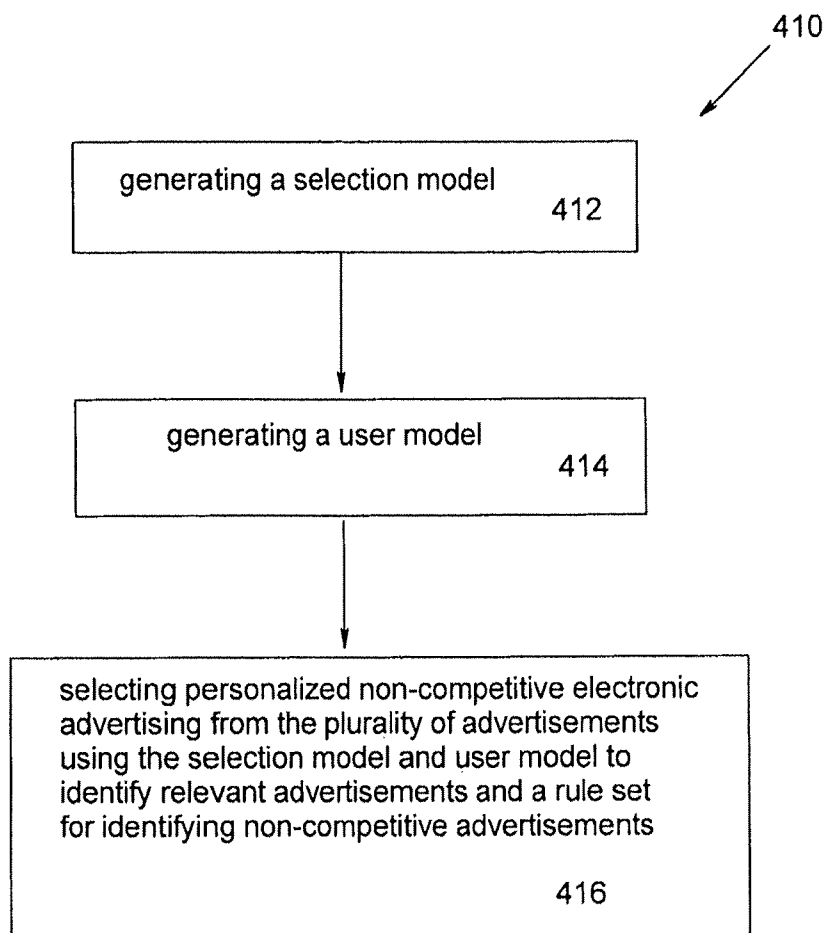 410
generating a selection model
412
generating a user model
414
selecting personalized non-competitive electronic
advertising from the plurality of advertisements
using the selection model and user model to
identify relevant advertisements and a rule set
for identifying non-competitive advertisements
416